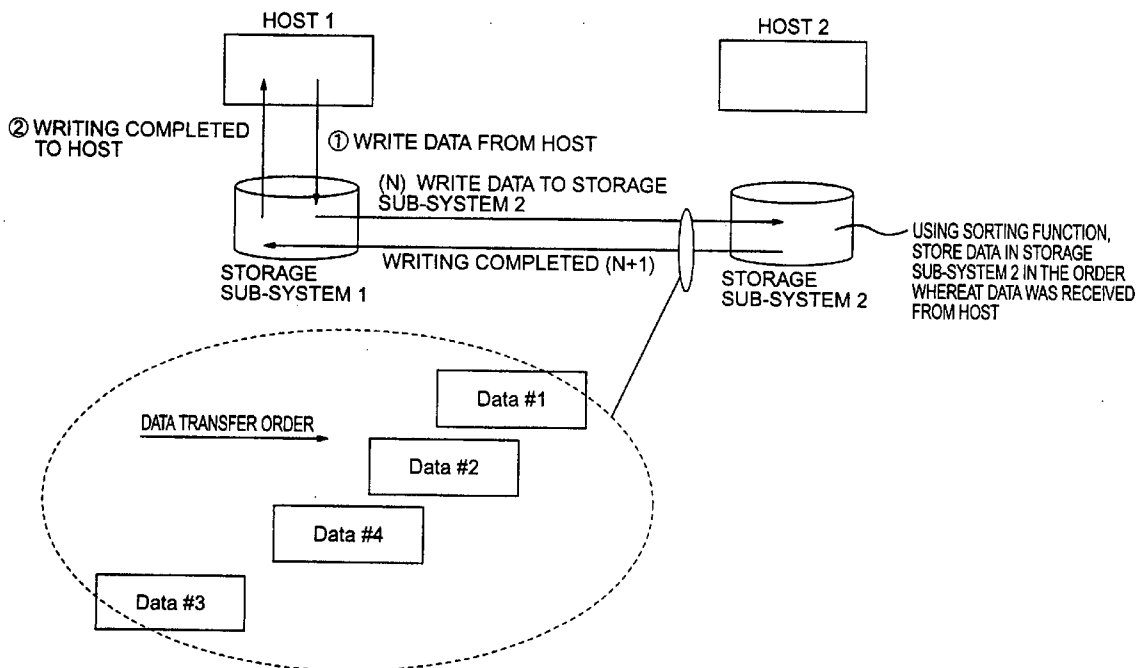 HOST 1
HOST 2
② WRITING COMPLETED
TO HOST
① WRITE DATA FROM HOST
(N) WRITE DATA TO STORAGE
SUB-SYSTEM 2
WRITING COMPLETED (N+1)
STORAGE
SUB-SYSTEM 1
STORAGE
SUB-SYSTEM 2
USING SORTING FUNCTION,
STORE DATA IN STORAGE
SUB-SYSTEM 2 IN THE ORDER
WHEREAT DATA WAS RECEIVED
FROM HOST
Data #1
DATA TRANSFER ORDER
Data #2
Data #4
Data #3